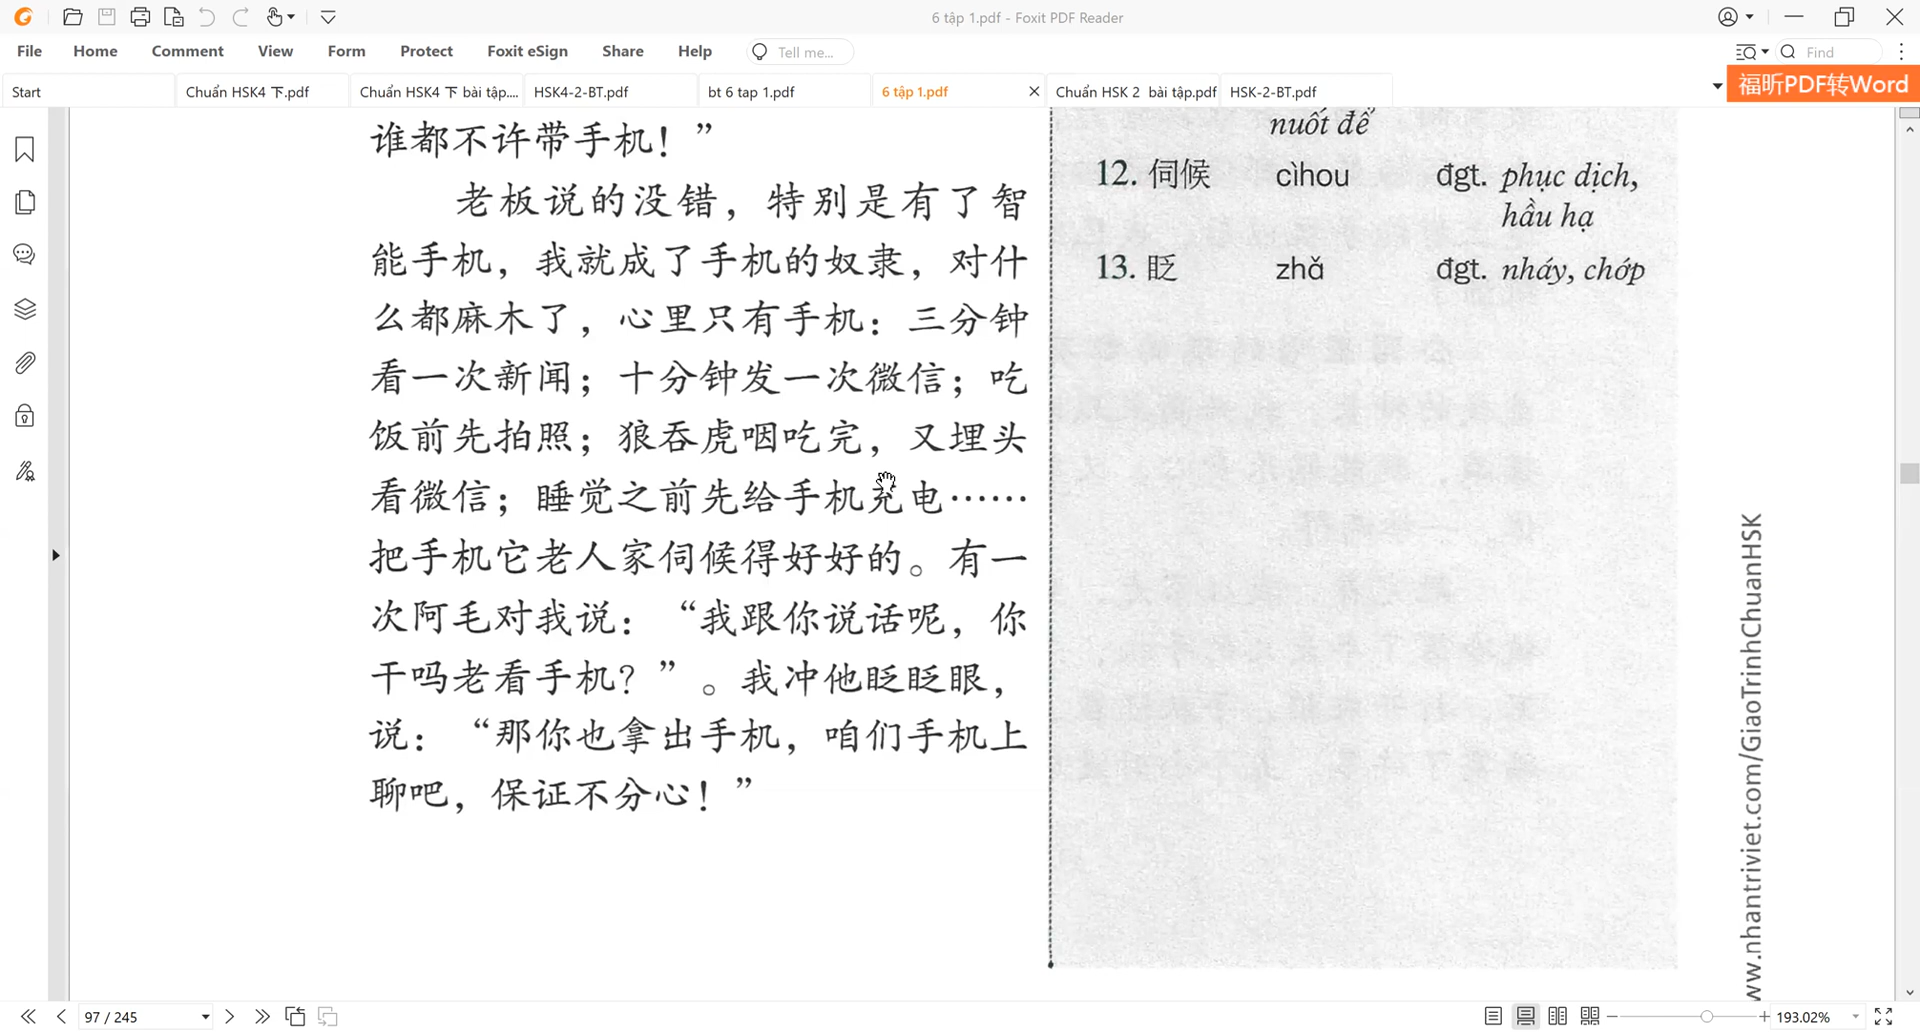 6 tập 1.pdf - Foxit PDF Reader
File Home Comment View Form Protect Foxit eSign Share Help Tell me... Find
Start Chuẩn HSK4 下.pdf Chuẩn HSK4 下 bài tập.... HSK4-2-BT.pdf bt 6 tap 1.pdf 6 tập 1.pdf Chuẩn HSK 2 bài tập.pdf HSK-2-BT.pdf 福昕PDF转Word
谁都不许带手机！”
老板说的没错，特别是有了智
能手机，我就成了手机的奴隶，对什
么都麻木了，心里只有手机：三分钟
看一次新闻；十分钟发一次微信；吃
饭前先拍照；狼吞虎咽吃完，又埋头
看微信；睡觉之前先给手机充电……
把手机它老人家伺候得好好的。有一
次阿毛对我说：“我跟你说话呢，你
干吗老看手机？”。我冲他眨眨眼，
说：“那你也拿出手机，咱们手机上
聊吧，保证不分心！”
nuốt để
12. 伺候 cìhou đgt. phục dịch,
hầu hạ
13. 眨 zhǎ đgt. nháy, chớp
ww.nhantriviet.com/GiaoTrinhChuanHSK
97 / 245 193.02%